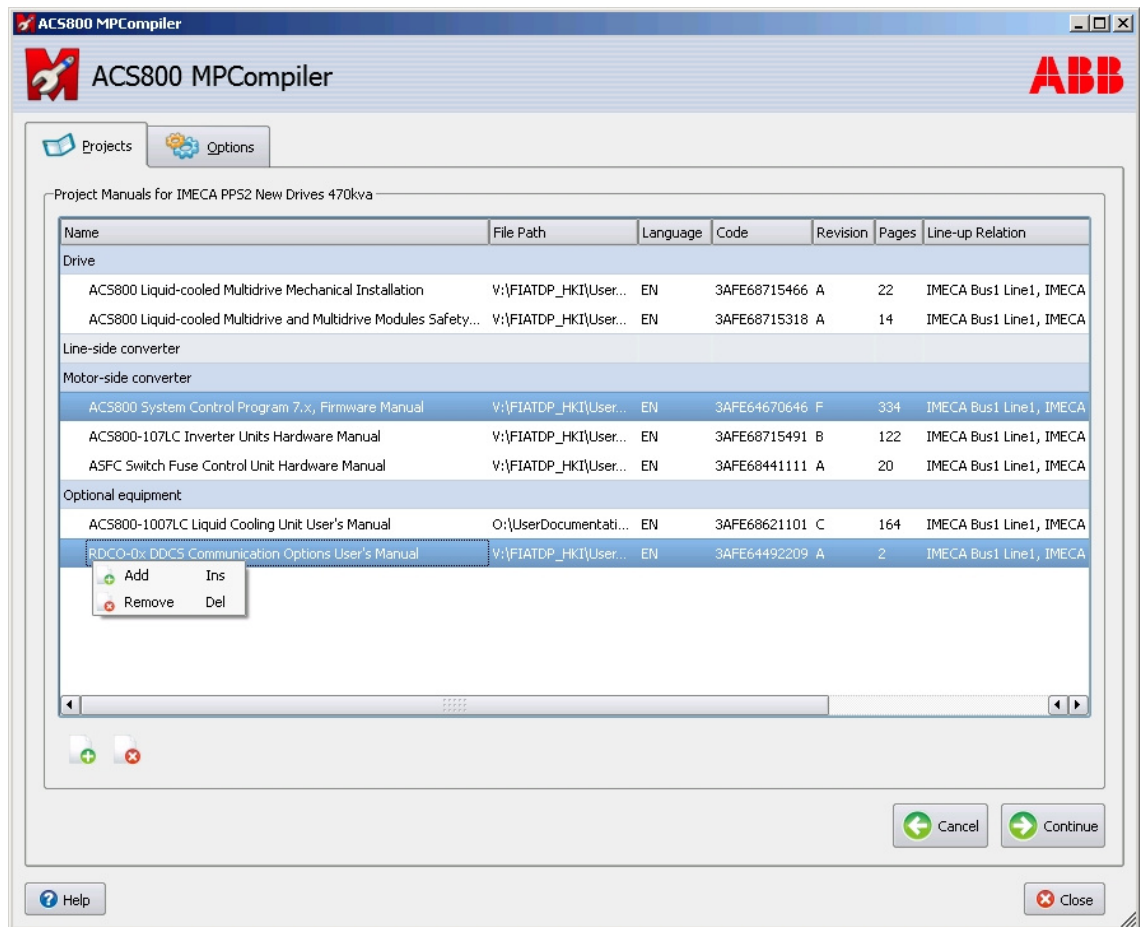 ACS800 MPCompiler
ACS800 MPCompiler ABB
Projects Options
Project Manuals for IMECA PPS2 New Drives 470kva
Name File Path Language Code Revision Pages Line-up Relation
Drive
ACS800 Liquid-cooled Multidrive Mechanical Installation V:\FIATDP_HKI\User... EN 3AFE68715466 A 22 IMECA Bus1 Line1, IMECA
ACS800 Liquid-cooled Multidrive and Multidrive Modules Safety... V:\FIATDP_HKI\User... EN 3AFE68715318 A 14 IMECA Bus1 Line1, IMECA
Line-side converter
Motor-side converter
ACS800 System Control Program 7.x, Firmware Manual V:\FIATDP_HKI\User... EN 3AFE64670646 F 334 IMECA Bus1 Line1, IMECA
ACS800-107LC Inverter Units Hardware Manual V:\FIATDP_HKI\User... EN 3AFE68715491 B 122 IMECA Bus1 Line1, IMECA
ASFC Switch Fuse Control Unit Hardware Manual V:\FIATDP_HKI\User... EN 3AFE68441111 A 20 IMECA Bus1 Line1, IMECA
Optional equipment
ACS800-1007LC Liquid Cooling Unit User's Manual O:\UserDocumentati... EN 3AFE68621101 C 164 IMECA Bus1 Line1, IMECA
RDCO-0x DDCS Communication Options User's Manual V:\FIATDP_HKI\User... EN 3AFE64492209 A 2 IMECA Bus1 Line1, IMECA
Add Ins
Remove Del
Cancel Continue
Help Close